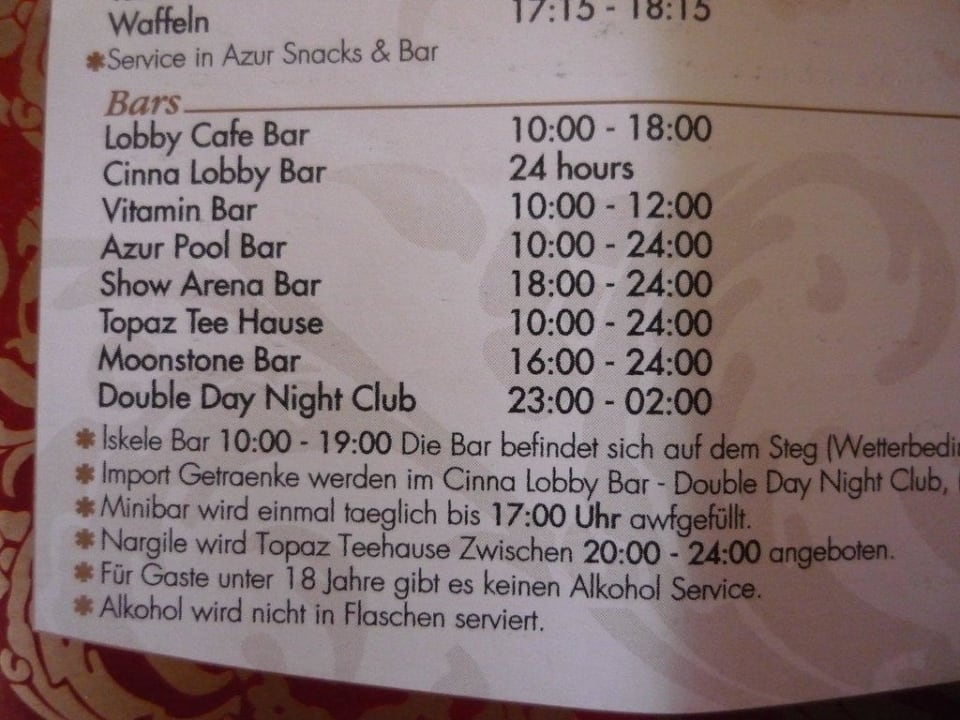 Waffeln 17:15 - 18:15
*Service in Azur Snacks & Bar
Bars
Lobby Cafe Bar 10:00 - 18:00
Cinna Lobby Bar 24 hours
Vitamin Bar 10:00 - 12:00
Azur Pool Bar 10:00 - 24:00
Show Arena Bar 18:00 - 24:00
Topaz Tee Hause 10:00 - 24:00
Moonstone Bar 16:00 - 24:00
Double Day Night Club 23:00 - 02:00
* İskele Bar 10:00 - 19:00 Die Bar befindet sich auf dem Steg (Wetterbedi
* Import Getraenke werden im Cinna Lobby Bar - Double Day Night Club,
* Minibar wird einmal taeglich bis 17:00 Uhr awfgefüllt.
* Nargile wird Topaz Teehause Zwischen 20:00 - 24:00 angeboten.
* Für Gaste unter 18 Jahre gibt es keinen Alkohol Service.
* Alkohol wird nicht in Flaschen serviert.